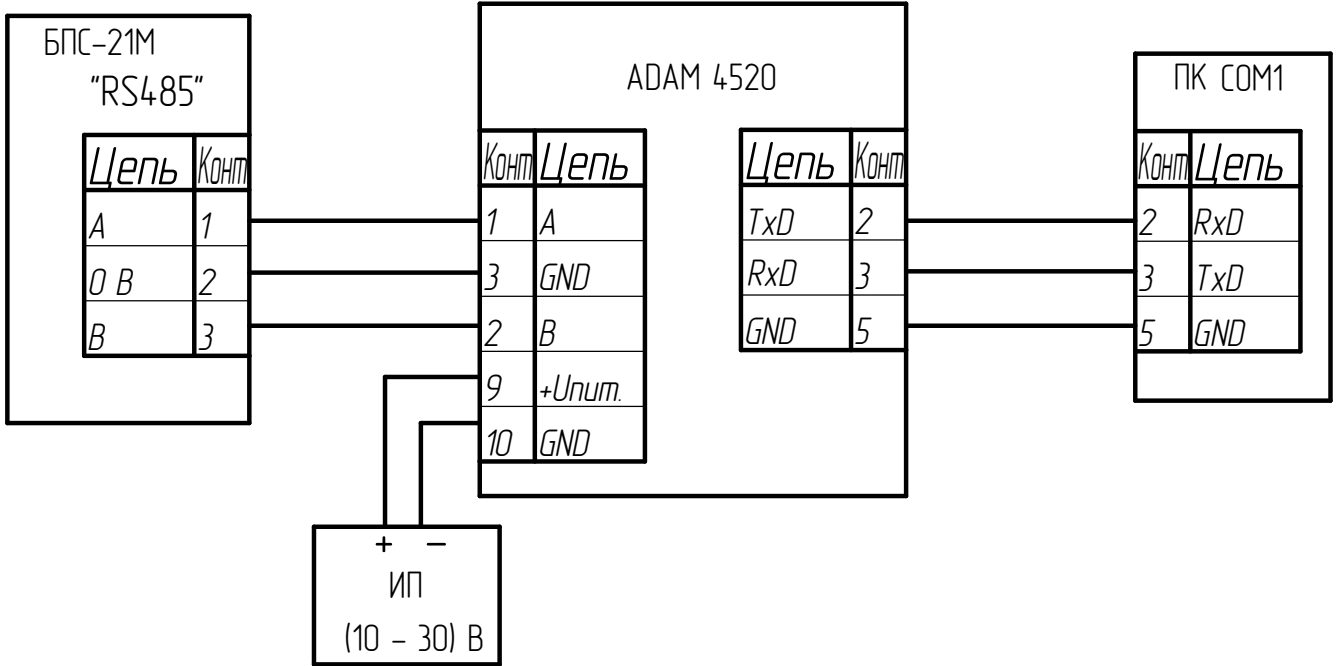 БПС-21М
"RS485"
Цепь Конт
A 1
0 В 2
B 3
ADAM 4520
Конт Цепь
1 A
3 GND
2 B
9 +Uпит.
10 GND
Цепь Конт
TxD 2
RxD 3
GND 5
ПК COM1
Конт Цепь
2 RxD
3 TxD
5 GND
+ −
ИП
(10 – 30) В